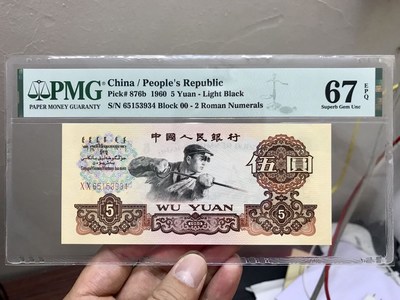 PMG
PAPER MONEY GUARANTY
China / People's Republic
Pick# 876b 1960 5 Yuan - Light Black
S/N 65153934 Block 00 - 2 Roman Numerals
67 EPQ
Superb Gem Unc
中國人民銀行
伍圓
X X 65153934
5
WU YUAN
5